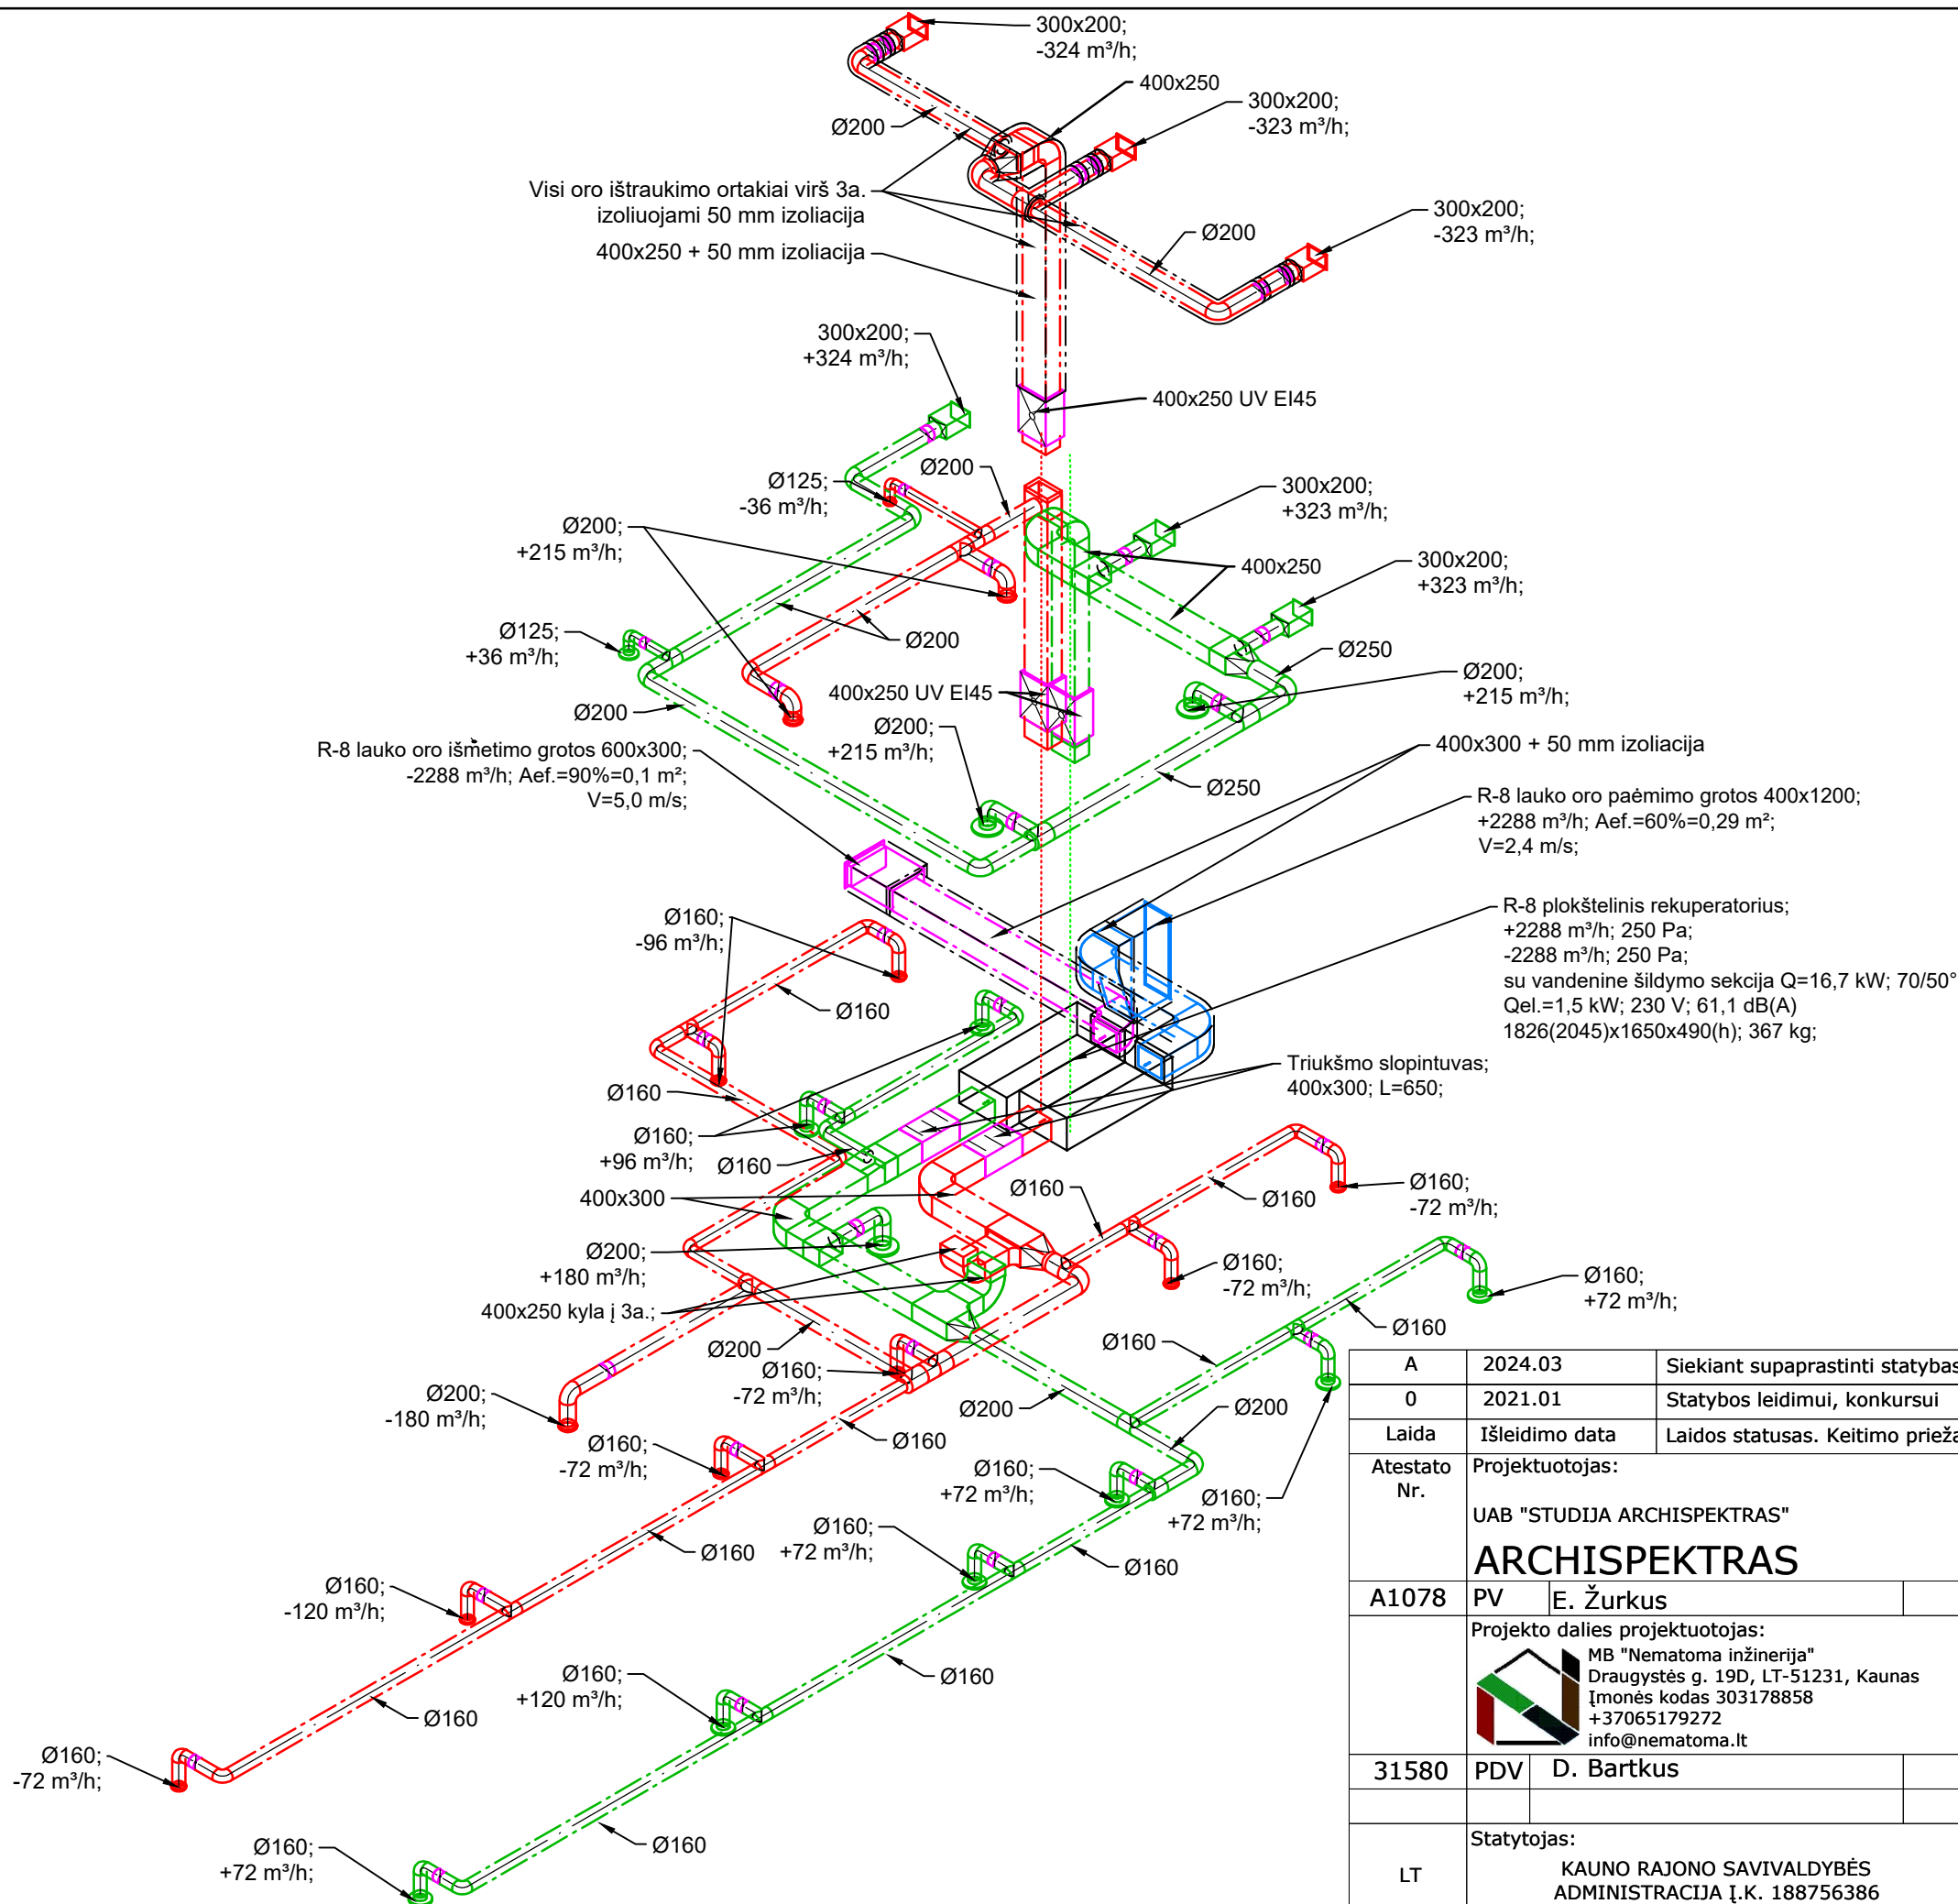 300x200;
-324 m³/h;
400x250
300x200;
-323 m³/h;
Ø200
Visi oro ištraukimo ortakiai virš 3a.
izoliuojami 50 mm izoliacija
300x200;
-323 m³/h;
Ø200
400x250 + 50 mm izoliacija
300x200;
+324 m³/h;
400x250 UV EI45
Ø200
Ø125;
-36 m³/h;
300x200;
+323 m³/h;
Ø200;
+215 m³/h;
400x250
300x200;
+323 m³/h;
Ø125;
+36 m³/h;
Ø200
Ø250
Ø200;
+215 m³/h;
400x250 UV EI45
Ø200
Ø200;
+215 m³/h;
R-8 lauko oro išmetimo grotos 600x300;
-2288 m³/h; Aef.=90%=0,1 m²;
V=5,0 m/s;
400x300 + 50 mm izoliacija
Ø250
R-8 lauko oro paėmimo grotos 400x1200;
+2288 m³/h; Aef.=60%=0,29 m²;
V=2,4 m/s;
Ø160;
-96 m³/h;
R-8 plokštelinis rekuperatorius;
+2288 m³/h; 250 Pa;
-2288 m³/h; 250 Pa;
su vandenine šildymo sekcija Q=16,7 kW; 70/50°
Qel.=1,5 kW; 230 V; 61,1 dB(A)
1826(2045)x1650x490(h); 367 kg;
Ø160
Triukšmo slopintuvas;
400x300; L=650;
Ø160
Ø160;
+96 m³/h;
Ø160
400x300
Ø160
Ø160
Ø160;
-72 m³/h;
Ø200;
+180 m³/h;
Ø160;
-72 m³/h;
Ø160;
+72 m³/h;
400x250 kyla į 3a.;
Ø160
Ø160
Ø200
Ø160;
-72 m³/h;
Ø200;
-180 m³/h;
Ø200
Ø200
Ø160
Ø160;
-72 m³/h;
Ø160;
+72 m³/h;
Ø160;
+72 m³/h;
Ø160;
+72 m³/h;
Ø160
Ø160
Ø160;
-120 m³/h;
Ø160
Ø160;
+120 m³/h;
Ø160
Ø160;
-72 m³/h;
Ø160
Ø160;
+72 m³/h;
A 2024.03 Siekiant supaprastinti statybas
0 2021.01 Statybos leidimui, konkursui
Laida Išleidimo data Laidos statusas. Keitimo prieža
Atestato
Nr.
Projektuotojas:
UAB "STUDIJA ARCHISPEKTRAS"
ARCHISPEKTRAS
A1078 PV E. Žurkus
Projekto dalies projektuotojas:
MB "Nematoma inžinerija"
Draugystės g. 19D, LT-51231, Kaunas
Įmonės kodas 303178858
+37065179272
info@nematoma.lt
31580 PDV D. Bartkus
LT
Statytojas:
KAUNO RAJONO SAVIVALDYBĖS
ADMINISTRACIJA Į.K. 188756386